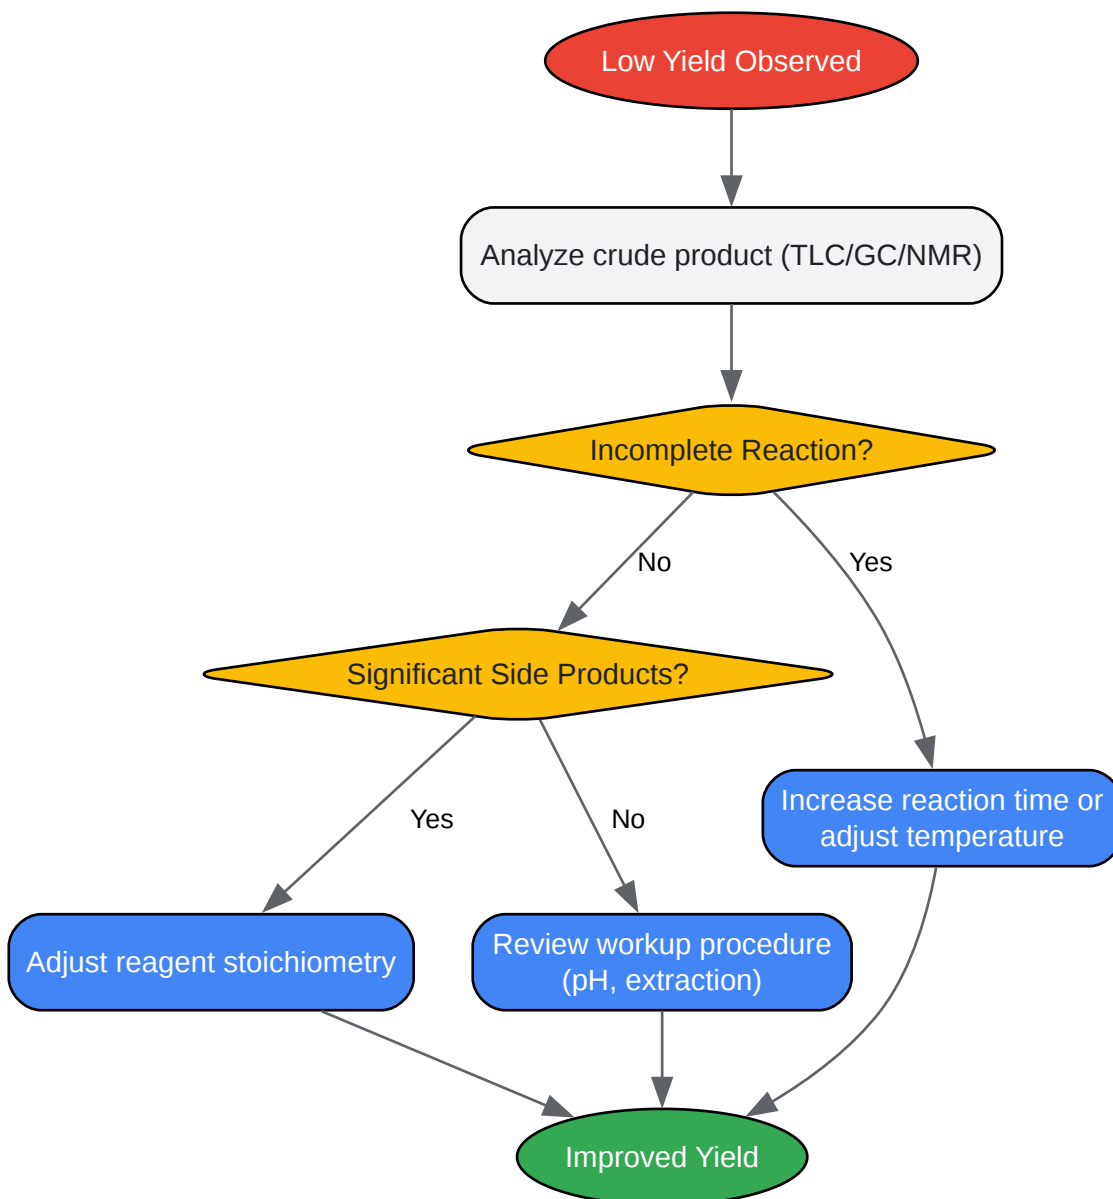 Low Yield Observed
Analyze crude product (TLC/GC/NMR)
Incomplete Reaction?
No
Yes
Significant Side Products?
Yes
No
Increase reaction time or
adjust temperature
Adjust reagent stoichiometry
Review workup procedure
(pH, extraction)
Improved Yield